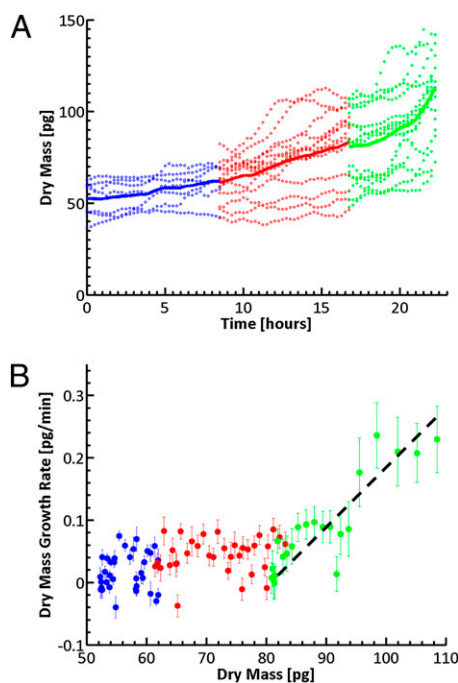 A
150
100
50
0
Dry Mass [pg]
0 5 10 15 20
Time [hours]
B
0.3
0.2
0.1
0
-0.1
Dry Mass Growth Rate [pg/min]
50 60 70 80 90 100 110
Dry Mass [pg]